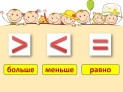 > < =
больше меньше равно